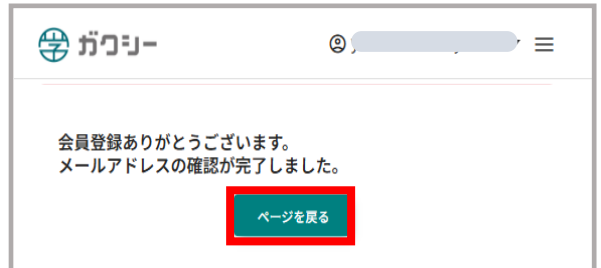 学 ガクシー
会員登録ありがとうございます。
メールアドレスの確認が完了しました。
ページを戻る